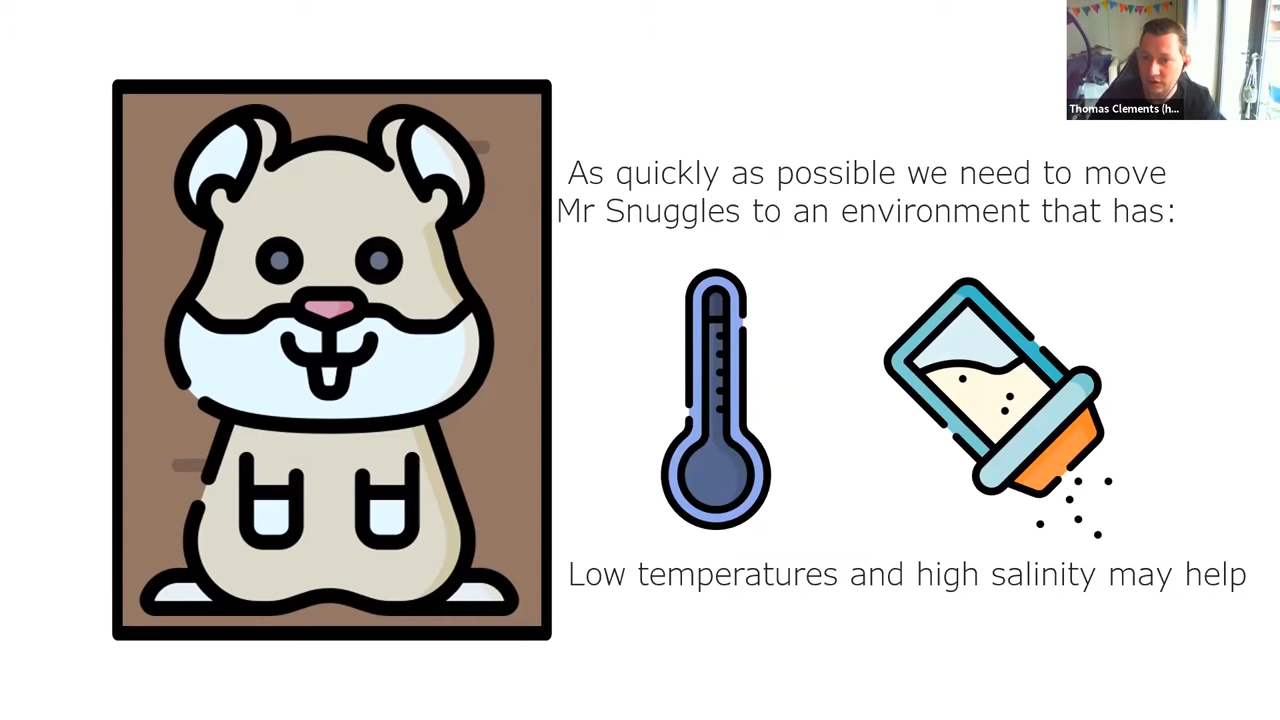 Thomas Clements (h...
As quickly as possible we need to move
Mr Snuggles to an environment that has:
Low temperatures and high salinity may help